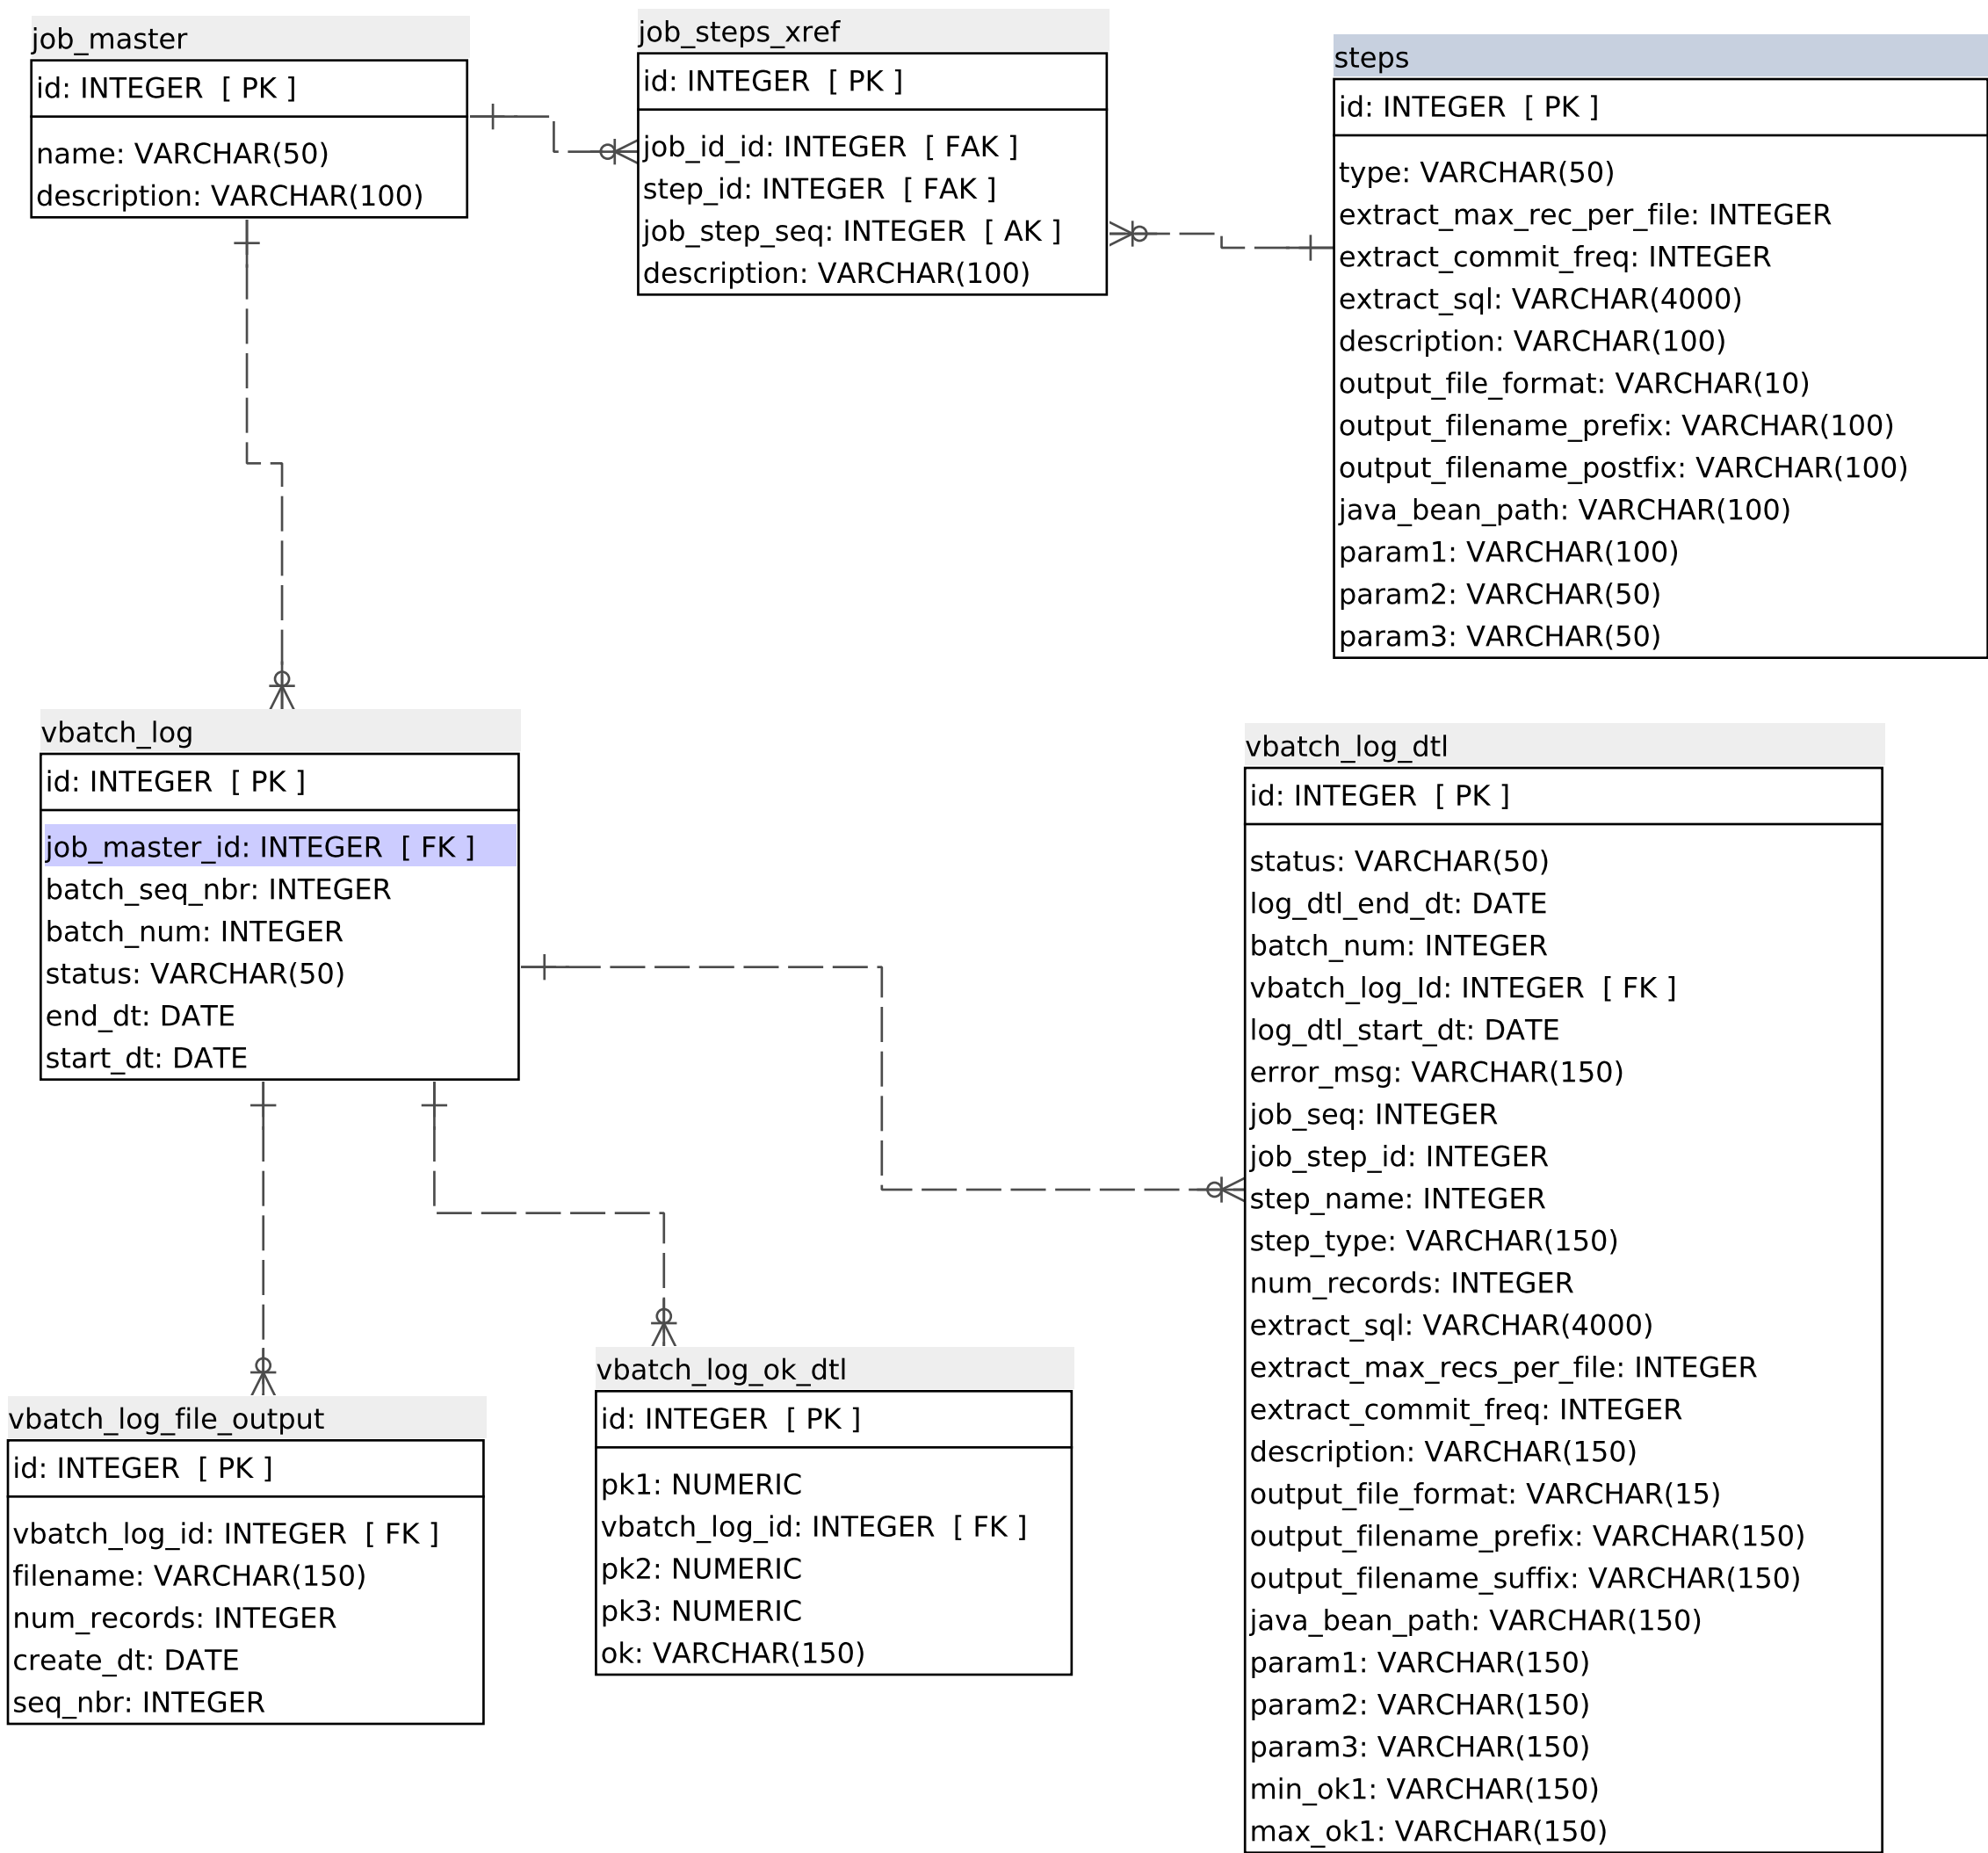 job_master
id: INTEGER  [ PK ]
name: VARCHAR(50)
description: VARCHAR(100)
job_steps_xref
id: INTEGER  [ PK ]
job_id_id: INTEGER  [ FAK ]
step_id: INTEGER  [ FAK ]
job_step_seq: INTEGER  [ AK ]
description: VARCHAR(100)
steps
id: INTEGER  [ PK ]
type: VARCHAR(50)
extract_max_rec_per_file: INTEGER
extract_commit_freq: INTEGER
extract_sql: VARCHAR(4000)
description: VARCHAR(100)
output_file_format: VARCHAR(10)
output_filename_prefix: VARCHAR(100)
output_filename_postfix: VARCHAR(100)
java_bean_path: VARCHAR(100)
param1: VARCHAR(100)
param2: VARCHAR(50)
param3: VARCHAR(50)
vbatch_log
id: INTEGER  [ PK ]
job_master_id: INTEGER  [ FK ]
batch_seq_nbr: INTEGER
batch_num: INTEGER
status: VARCHAR(50)
end_dt: DATE
start_dt: DATE
vbatch_log_dtl
id: INTEGER  [ PK ]
status: VARCHAR(50)
log_dtl_end_dt: DATE
batch_num: INTEGER
vbatch_log_Id: INTEGER  [ FK ]
log_dtl_start_dt: DATE
error_msg: VARCHAR(150)
job_seq: INTEGER
job_step_id: INTEGER
step_name: INTEGER
step_type: VARCHAR(150)
num_records: INTEGER
extract_sql: VARCHAR(4000)
extract_max_recs_per_file: INTEGER
extract_commit_freq: INTEGER
description: VARCHAR(150)
output_file_format: VARCHAR(15)
output_filename_prefix: VARCHAR(150)
output_filename_suffix: VARCHAR(150)
java_bean_path: VARCHAR(150)
param1: VARCHAR(150)
param2: VARCHAR(150)
param3: VARCHAR(150)
min_ok1: VARCHAR(150)
max_ok1: VARCHAR(150)
vbatch_log_file_output
id: INTEGER  [ PK ]
vbatch_log_id: INTEGER  [ FK ]
filename: VARCHAR(150)
num_records: INTEGER
create_dt: DATE
seq_nbr: INTEGER
vbatch_log_ok_dtl
id: INTEGER  [ PK ]
pk1: NUMERIC
vbatch_log_id: INTEGER  [ FK ]
pk2: NUMERIC
pk3: NUMERIC
ok: VARCHAR(150)